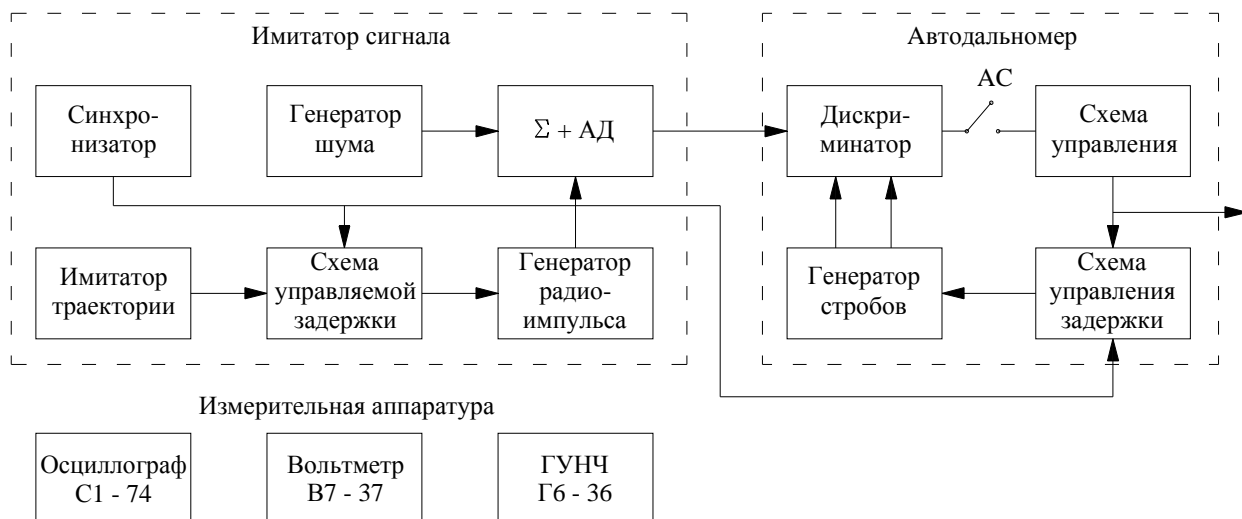 Имитатор сигнала
Автодальномер
Синхро-
низатор
Генератор
шума
Σ + АД
Дискри-
минатор
АС
Схема
управления
Имитатор
траектории
Схема
управляемой
задержки
Генератор
радио-
импульса
Генератор
стробов
Схема
управления
задержки
Измерительная аппаратура
Осциллограф
С1 - 74
Вольтметр
В7 - 37
ГУНЧ
Г6 - 36